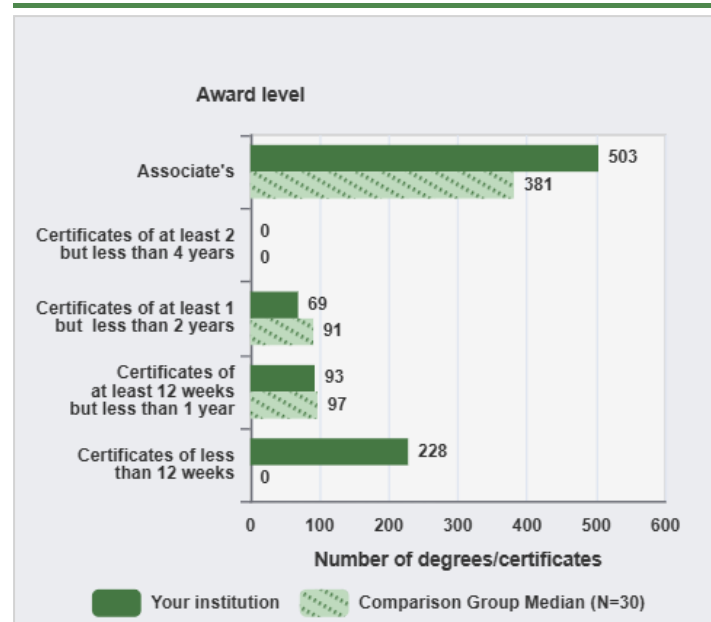 Award level
Associate's
503
381
Certificates of at least 2
but less than 4 years
0
0
Certificates of at least 1
but less than 2 years
69
91
Certificates of
at least 12 weeks
but less than 1 year
93
97
Certificates of less
than 12 weeks
228
0
0 100 200 300 400 500 600
Number of degrees/certificates
Your institution Comparison Group Median (N=30)